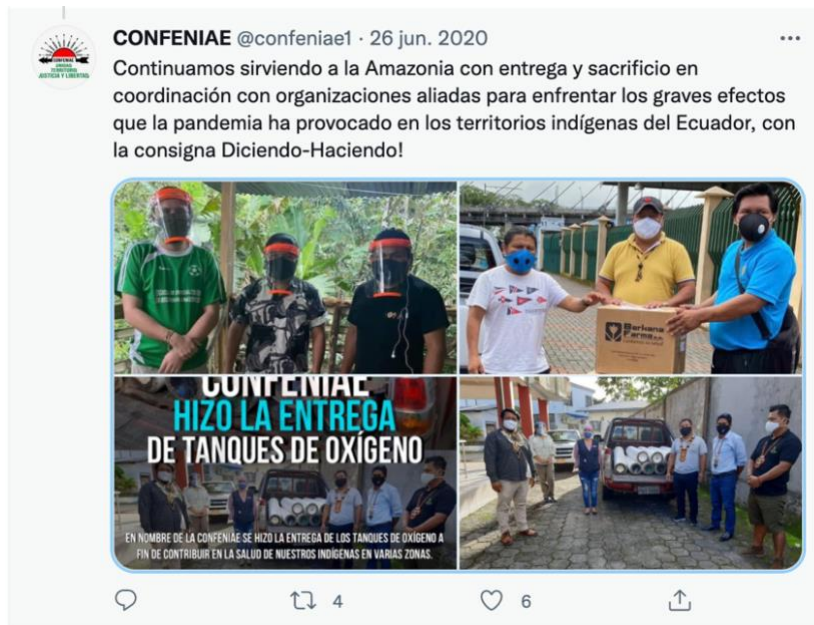 CONFENIAE @confeniae1 · 26 jun. 2020
Continuamos sirviendo a la Amazonia con entrega y sacrificio en
coordinación con organizaciones aliadas para enfrentar los graves efectos
que la pandemia ha provocado en los territorios indígenas del Ecuador, con
la consigna Diciendo-Haciendo!
Berkana
Farma
CONFENIAE
HIZO LA ENTREGA
DE TANQUES DE OXÍGENO
EN NOMBRE DE LA CONFENIAE SE HIZO LA ENTREGA DE LOS TANQUES DE OXÍGENO A
FIN DE CONTRIBUIR EN LA SALUD DE NUESTROS INDÍGENAS EN VARIAS ZONAS.
4
6